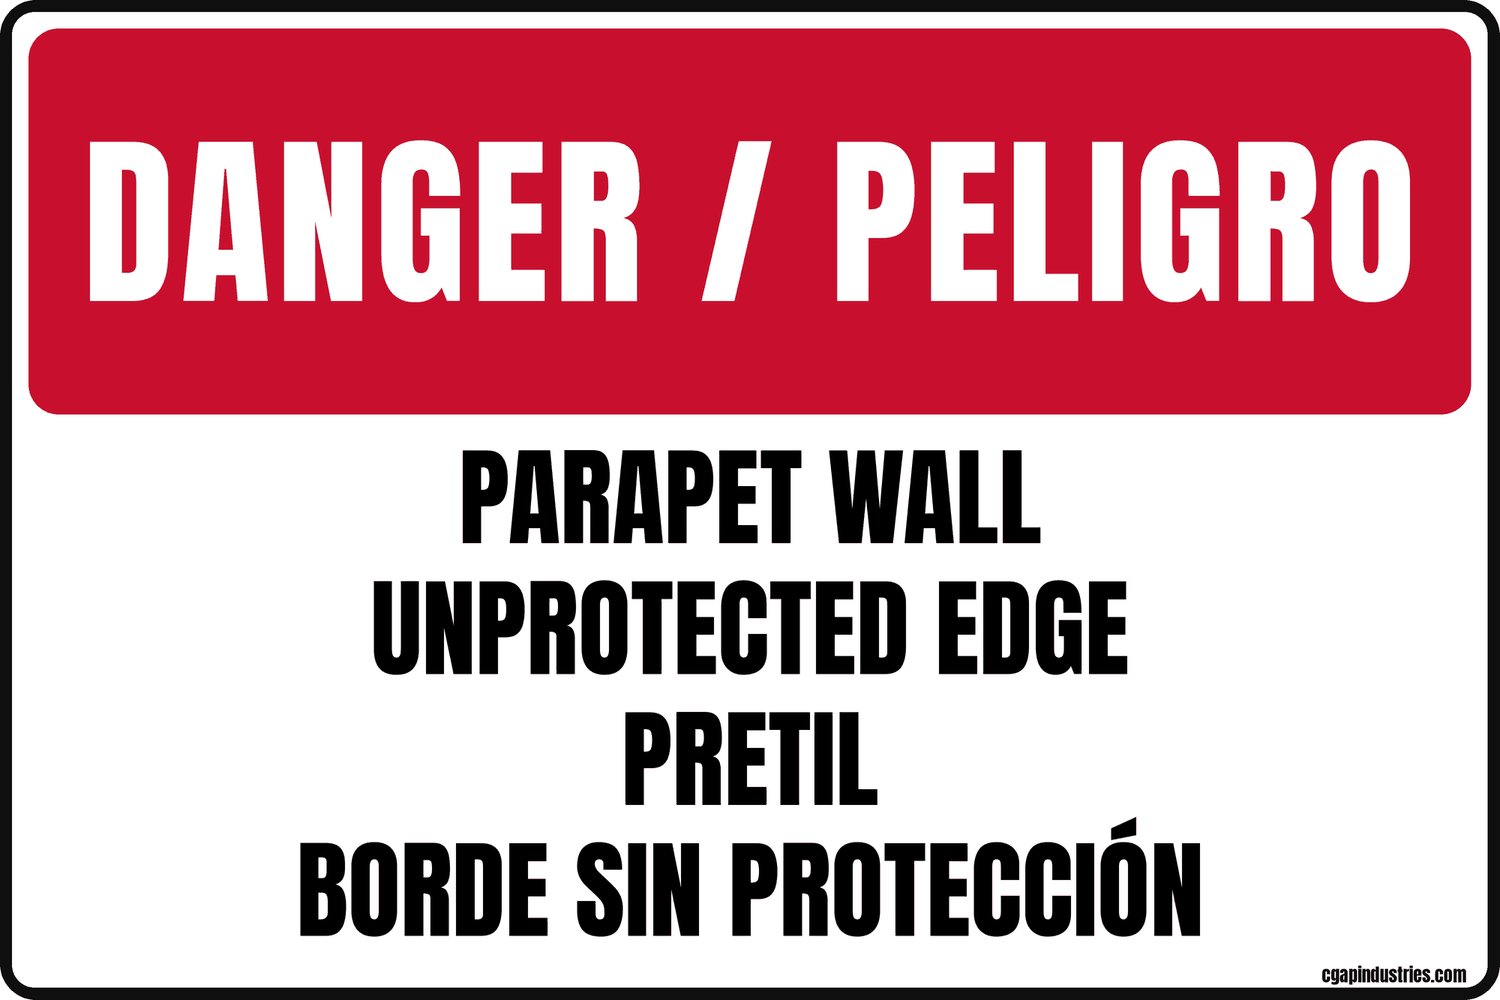 DANGER / PELIGRO
PARAPET WALL
UNPROTECTED EDGE
PRETIL
BORDE SIN PROTECCIÓN
cgapindustries.com